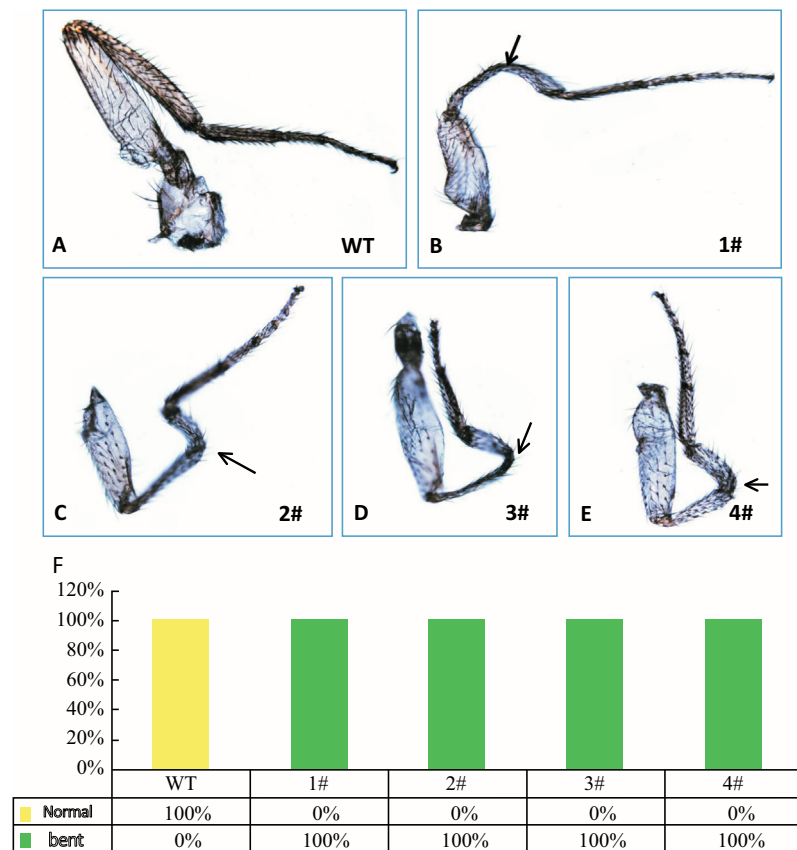 A WT
B 1#
C 2#
D 3#
E 4#
F
120%
100%
80%
60%
40%
20%
0%
WT 1# 2# 3# 4#
Normal 100% 0% 0% 0% 0%
bent 0% 100% 100% 100% 100%